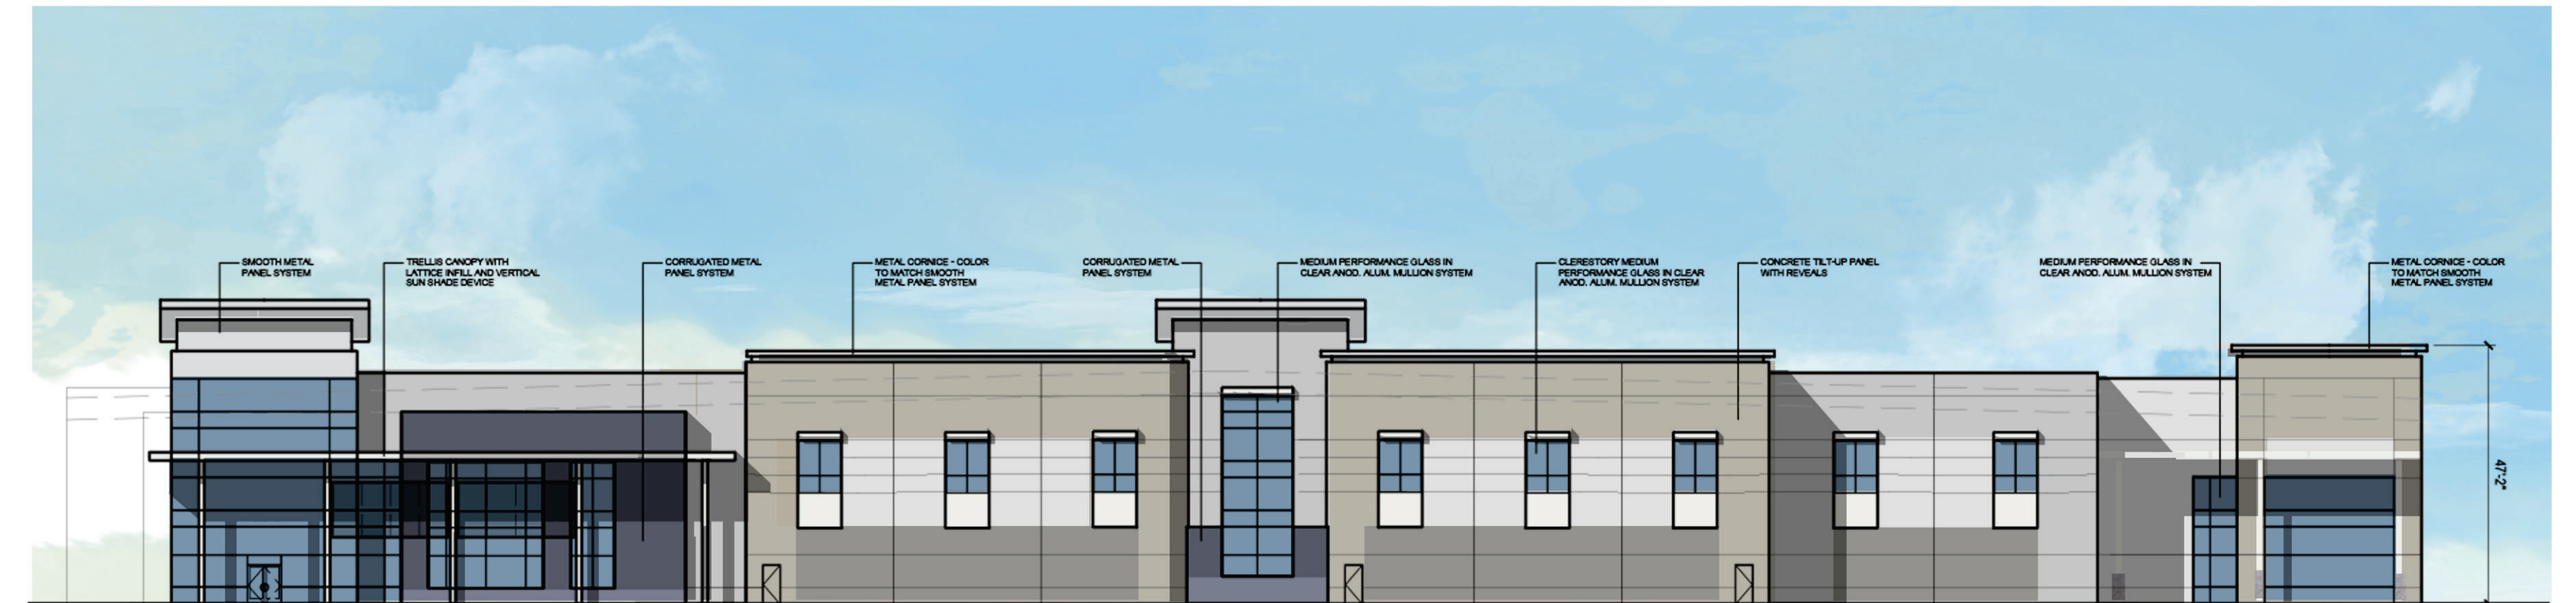 SMOOTH METAL
PANEL SYSTEM
TRELLIS CANOPY WITH
LATTICE INFILL AND VERTICAL
SUN SHADE DEVICE
CORRUGATED METAL
PANEL SYSTEM
METAL CORNICE - COLOR
TO MATCH SMOOTH
METAL PANEL SYSTEM
CORRUGATED METAL
PANEL SYSTEM
MEDIUM PERFORMANCE GLASS IN
CLEAR ANOD. ALUM. MULLION SYSTEM
CLERESTORY MEDIUM
PERFORMANCE GLASS IN CLEAR
ANOD. ALUM. MULLION SYSTEM
CONCRETE TILT-UP PANEL
WITH REVEALS
MEDIUM PERFORMANCE GLASS IN
CLEAR ANOD. ALUM. MULLION SYSTEM
METAL CORNICE - COLOR
TO MATCH SMOOTH
METAL PANEL SYSTEM
47'-2"